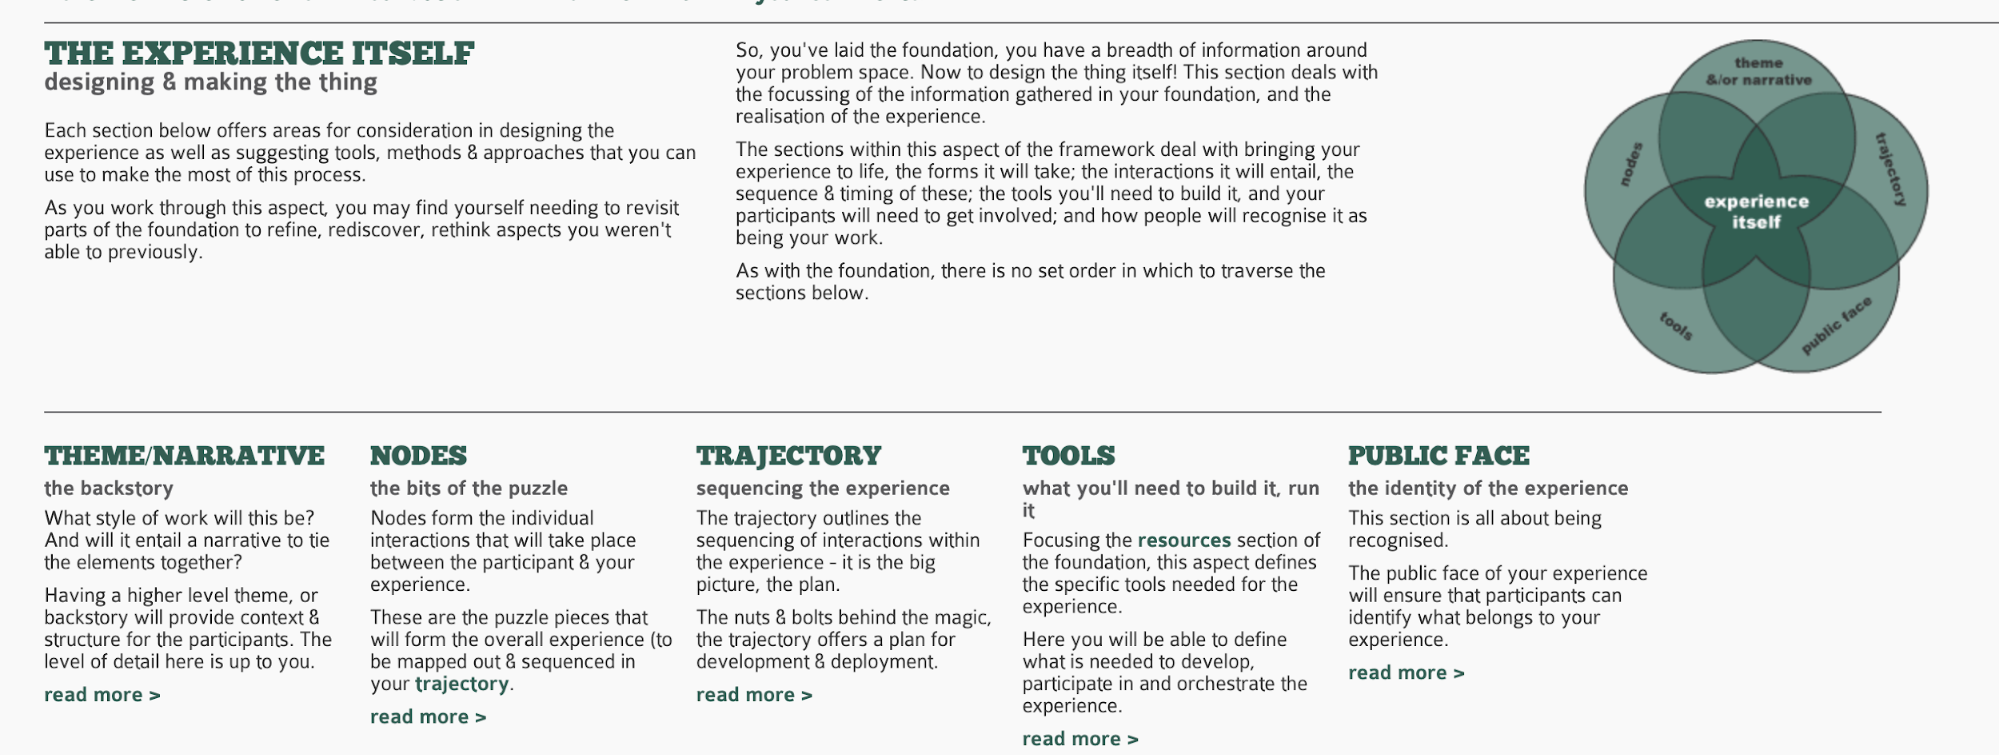 THE EXPERIENCE ITSELF
designing & making the thing
Each section below offers areas for consideration in designing the
experience as well as suggesting tools, methods & approaches that you can
use to make the most of this process.
As you work through this aspect, you may find yourself needing to revisit
parts of the foundation to refine, rediscover, rethink aspects you weren't
able to previously.
So, you've laid the foundation, you have a breadth of information around
your problem space. Now to design the thing itself! This section deals with
the focussing of the information gathered in your foundation, and the
realisation of the experience.
The sections within this aspect of the framework deal with bringing your
experience to life, the forms it will take; the interactions it will entail, the
sequence & timing of these; the tools you'll need to build it, and your
participants will need to get involved; and how people will recognise it as
being your work.
As with the foundation, there is no set order in which to traverse the
sections below.
theme
&/or narrative
nodes
trajectory
experience
itself
tools
public face
THEME/NARRATIVE
the backstory
What style of work will this be?
And will it entail a narrative to tie
the elements together?
Having a higher level theme, or
backstory will provide context &
structure for the participants. The
level of detail here is up to you.
read more >
NODES
the bits of the puzzle
Nodes form the individual
interactions that will take place
between the participant & your
experience.
These are the puzzle pieces that
will form the overall experience (to
be mapped out & sequenced in
your trajectory.
read more >
TRAJECTORY
sequencing the experience
The trajectory outlines the
sequencing of interactions within
the experience - it is the big
picture, the plan.
The nuts & bolts behind the magic,
the trajectory offers a plan for
development & deployment.
read more >
TOOLS
what you'll need to build it, run
it
Focusing the resources section of
the foundation, this aspect defines
the specific tools needed for the
experience.
Here you will be able to define
what is needed to develop,
participate in and orchestrate the
experience.
read more >
PUBLIC FACE
the identity of the experience
This section is all about being
recognised.
The public face of your experience
will ensure that participants can
identify what belongs to your
experience.
read more >